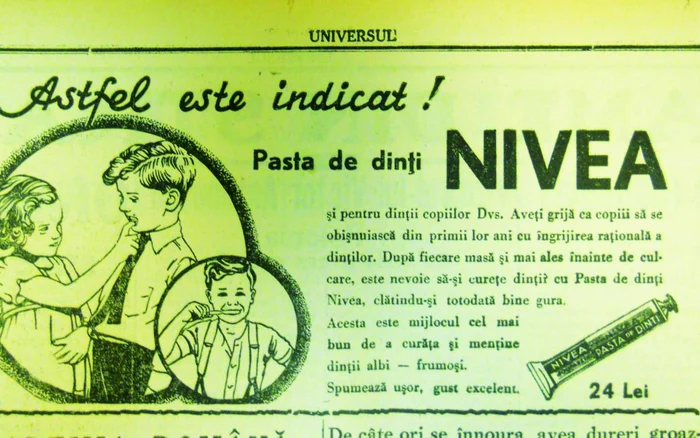 UNIVERSUL
Astfel este indicat!
Pasta de dinţi NIVEA
şi pentru dinţii copiilor Dvs. Aveţi grijă ca copiii să se
obişnuiască din primii lor ani cu îngrijirea raţională a
dinţilor. După fiecare masă şi mai ales înainte de cul-
care, este nevoie să-şi cureţe dinţii cu Pasta de dinţi
Nivea, clătindu-şi totodată bine gura.
Acesta este mijlocul cel mai
bun de a curăţa şi menţine
dinţii albi — frumoşi.
Spumează uşor, gust excelent.
NIVEA
PASTA DE DINŢI
24 Lei
De câte ori se înnoura, avea dureri groaz-